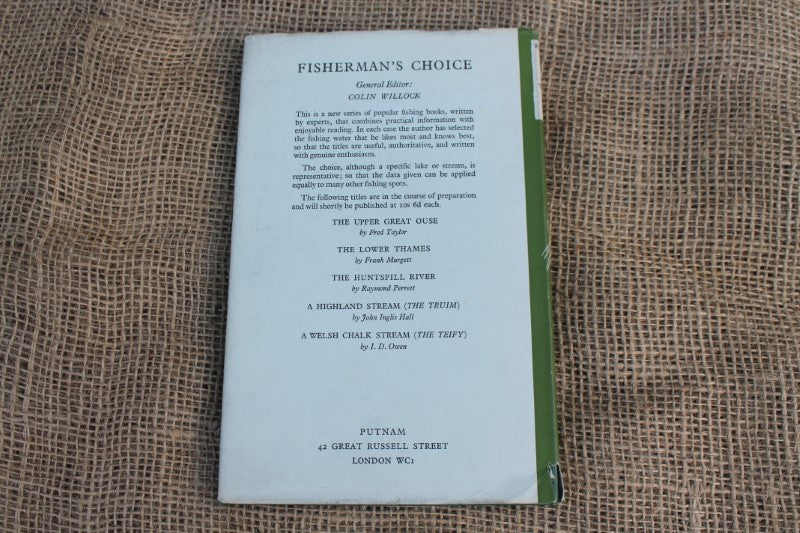 FISHERMAN'S CHOICE
General Editor:
COLIN WILLOCK
This is a new series of popular fishing books, written
by experts, that combines practical information with
enjoyable reading. In each case the author has selected
the fishing water that he likes most and knows best,
so that the titles are useful, authoritative, and written
with genuine enthusiasm.
The choice, although a specific lake or stream, is
representative; so that the data given can be applied
equally to many other fishing spots.
The following titles are in the course of preparation
and will shortly be published at 10s 6d each.
THE UPPER GREAT OUSE
by Fred Taylor
THE LOWER THAMES
by Frank Murgett
THE HUNTSPILL RIVER
by Raymond Perrett
A HIGHLAND STREAM (THE TRUIM)
by John Inglis Hall
A WELSH CHALK STREAM (THE TEIFY)
by I. D. Owen
PUTNAM
42 GREAT RUSSELL STREET
LONDON WC1